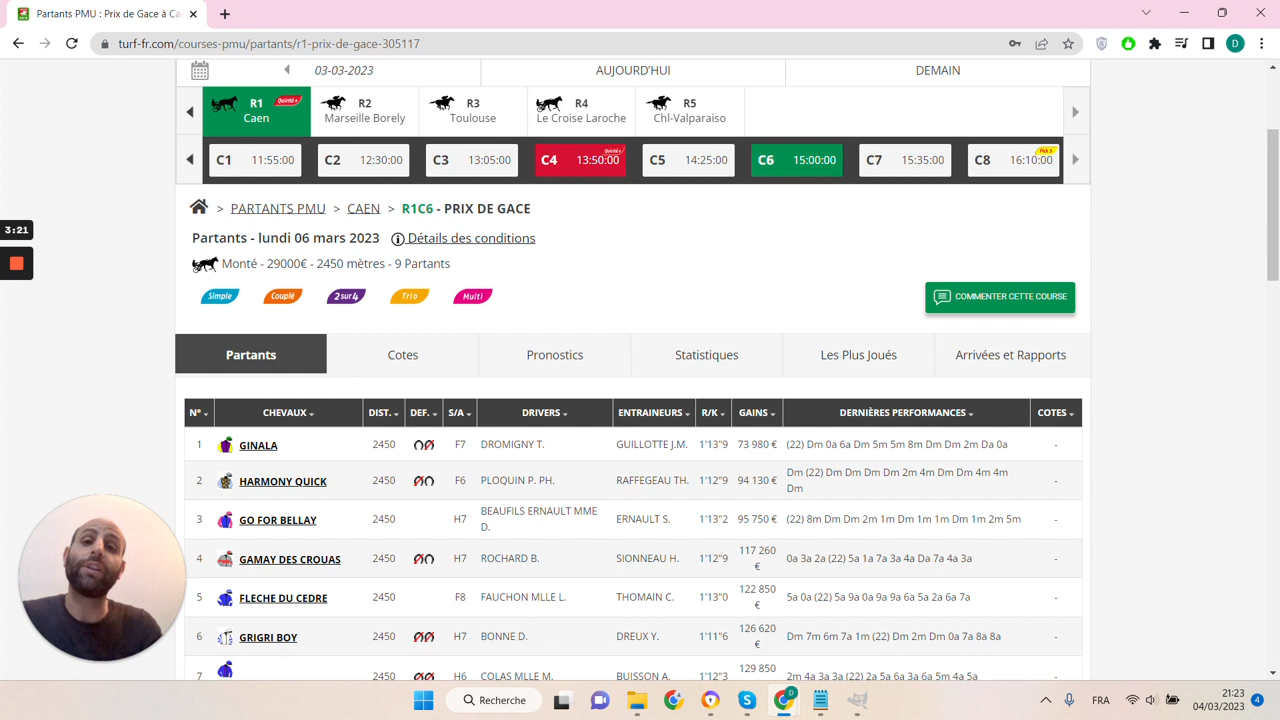 Partants PMU : Prix de Gace à Ca
turf-fr.com/courses-pmu/partants/r1-prix-de-gace-305117
D
03-03-2023 AUJOURD'HUI DEMAIN
R1 Quinté+ R2 R3 R4 R5
Caen Marseille Borely Toulouse Le Croise Laroche Chl-Valparaiso
C1 11:55:00 C2 12:30:00 C3 13:05:00 C4 13:50:00 Quinté+ C5 14:25:00 C6 15:00:00 C7 15:35:00 C8 16:10:00 Pick 5
> PARTANTS PMU > CAEN > R1C6 - PRIX DE GACE
3:21
Partants - lundi 06 mars 2023 Détails des conditions
Monté - 29000€ - 2450 mètres - 9 Partants
Simple Couplé 2sur4 Trio Multi
COMMENTER CETTE COURSE
Partants Cotes Pronostics Statistiques Les Plus Joués Arrivées et Rapports
N° CHEVAUX DIST. DEF. S/A DRIVERS ENTRAINEURS R/K GAINS DERNIÈRES PERFORMANCES COTES
1 GINALA 2450 F7 DROMIGNY T. GUILLOTTE J.M. 1'13"9 73 980 € (22) Dm 0a 6a Dm 5m 5m 8m Dm Dm 2m Da 0a -
2 HARMONY QUICK 2450 F6 PLOQUIN P. PH. RAFFEGEAU TH. 1'12"9 94 130 € Dm (22) Dm Dm Dm Dm 2m 4m Dm Dm 4m 4m -
Dm
3 GO FOR BELLAY 2450 H7 BEAUFILS ERNAULT MME ERNAULT S. 1'13"2 95 750 € (22) 8m Dm Dm 2m 1m Dm 1m 1m Dm 1m 2m 5m -
D.
4 GAMAY DES CROUAS 2450 H7 ROCHARD B. SIONNEAU H. 1'12"9 117 260 0a 3a 2a (22) 5a 1a 7a 3a 4a Da 7a 4a 3a -
€
5 FLECHE DU CEDRE 2450 F8 FAUCHON MLLE L. THOMAIN C. 1'13"0 122 850 5a 0a (22) 5a 9a 0a 9a 9a 6a 5a 2a 6a 7a -
€
6 GRIGRI BOY 2450 H7 BONNE D. DREUX Y. 1'11"6 126 620 Dm 7m 6m 7a 1m (22) Dm 2m Dm 0a 7a 8a 8a -
€
7 2450 H6 COLAS MLLE M. BUISSON A. 1'12"3 129 850 2m 4a 3a 3a (22) 2a 5a 6a 3a 6a 5m 4a 5a -
Recherche
FRA
21:23
04/03/2023
4